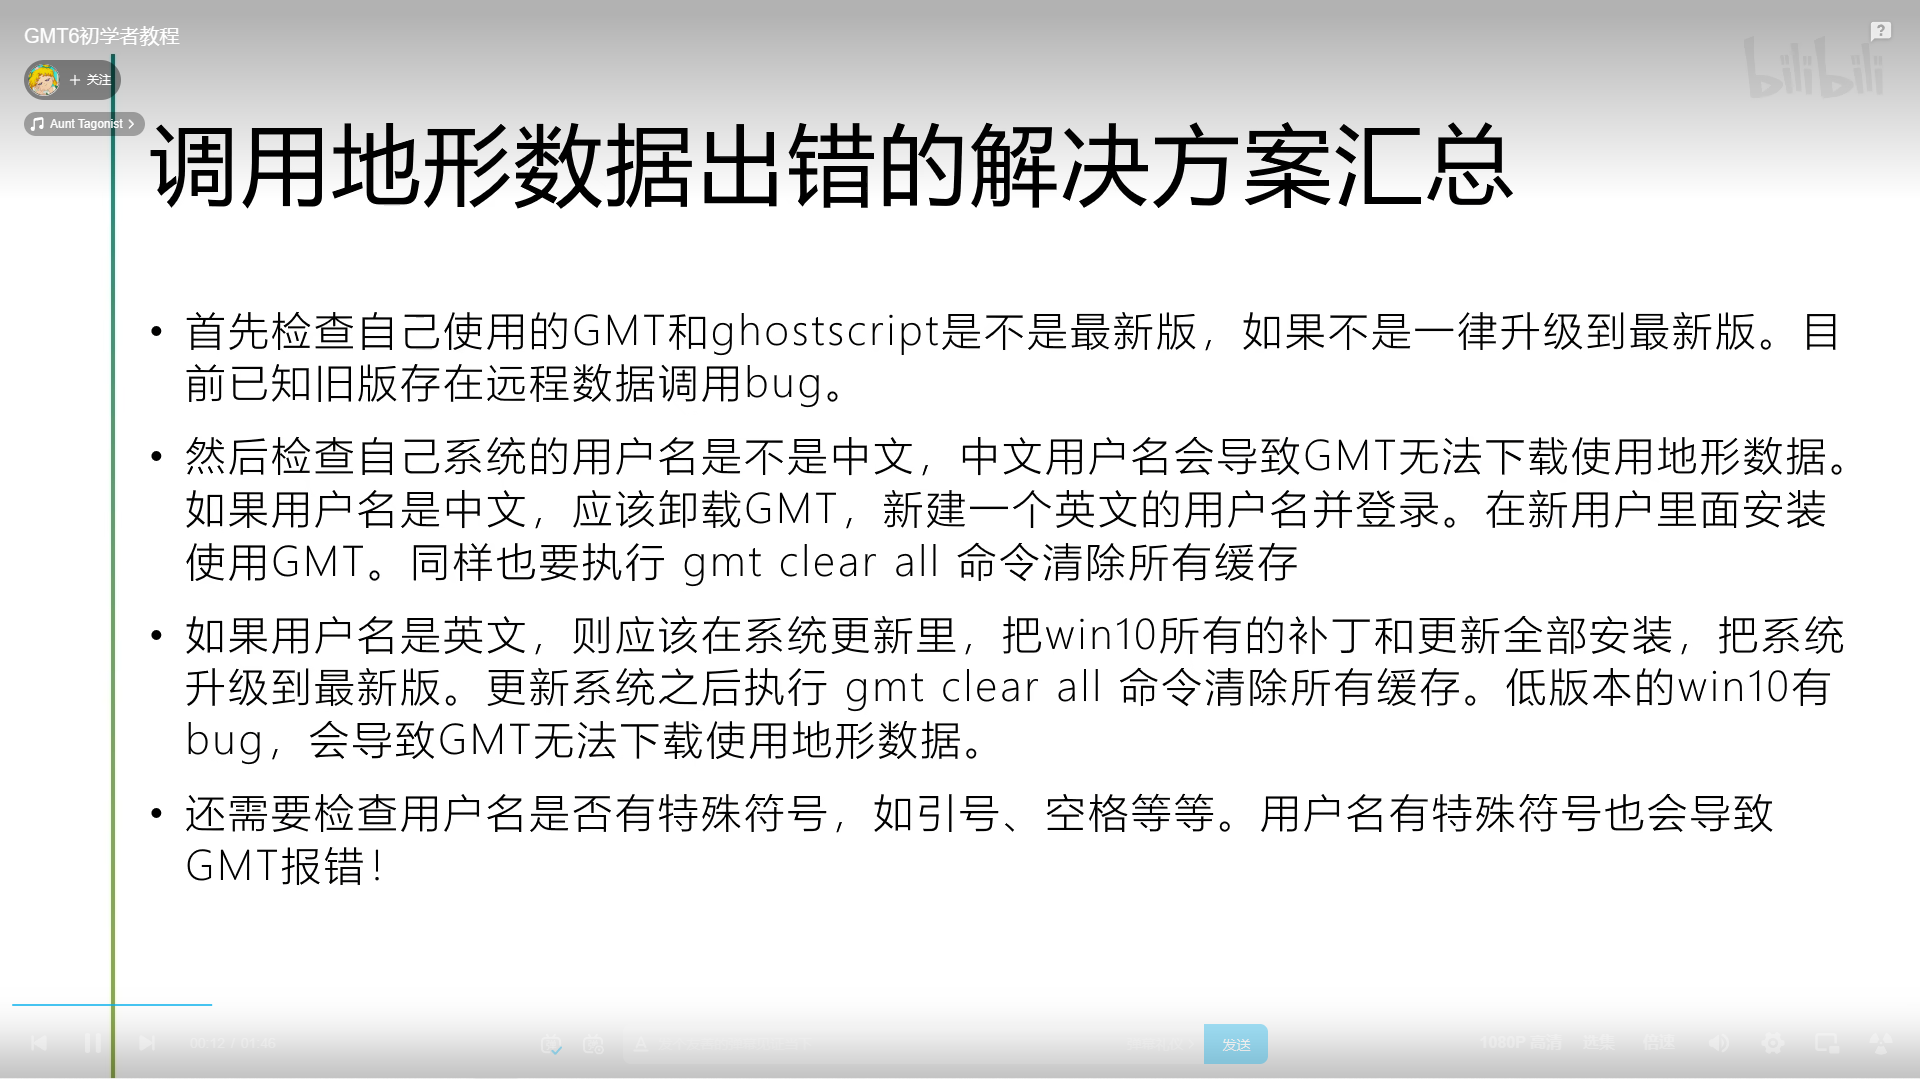 GMT6初学者教程
+ 关注
bilibili
Aunt Tagonist
调用地形数据出错的解决方案汇总
• 首先检查自己使用的GMT和ghostscript是不是最新版，如果不是一律升级到最新版。目
前已知旧版存在远程数据调用bug。
• 然后检查自己系统的用户名是不是中文，中文用户名会导致GMT无法下载使用地形数据。
如果用户名是中文，应该卸载GMT，新建一个英文的用户名并登录。在新用户里面安装
使用GMT。同样也要执行 gmt clear all 命令清除所有缓存
• 如果用户名是英文，则应该在系统更新里，把win10所有的补丁和更新全部安装，把系统
升级到最新版。更新系统之后执行 gmt clear all 命令清除所有缓存。低版本的win10有
bug，会导致GMT无法下载使用地形数据。
• 还需要检查用户名是否有特殊符号，如引号、空格等等。用户名有特殊符号也会导致
GMT报错！
00:12 / 01:46
发送
1080P 高清
选集
倍速